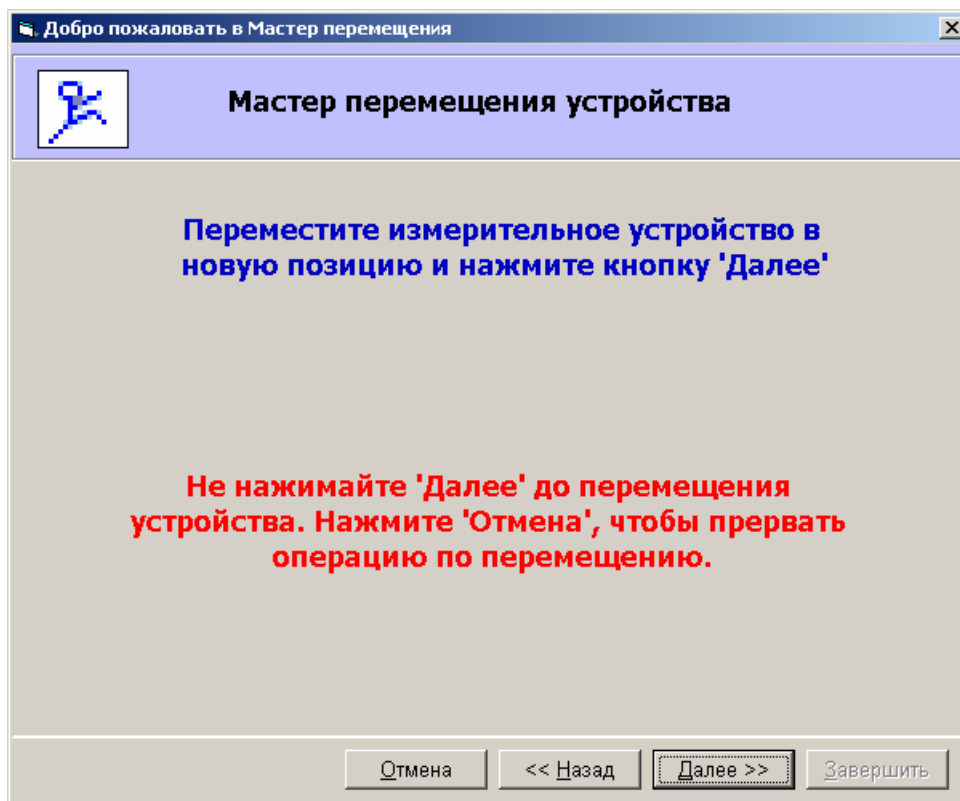 Добро пожаловать в Мастер перемещения
Мастер перемещения устройства
Переместите измерительное устройство в
новую позицию и нажмите кнопку 'Далее'
Не нажимайте 'Далее' до перемещения
устройства. Нажмите 'Отмена', чтобы прервать
операцию по перемещению.
Отмена
<< Назад
Далее >>
Завершить